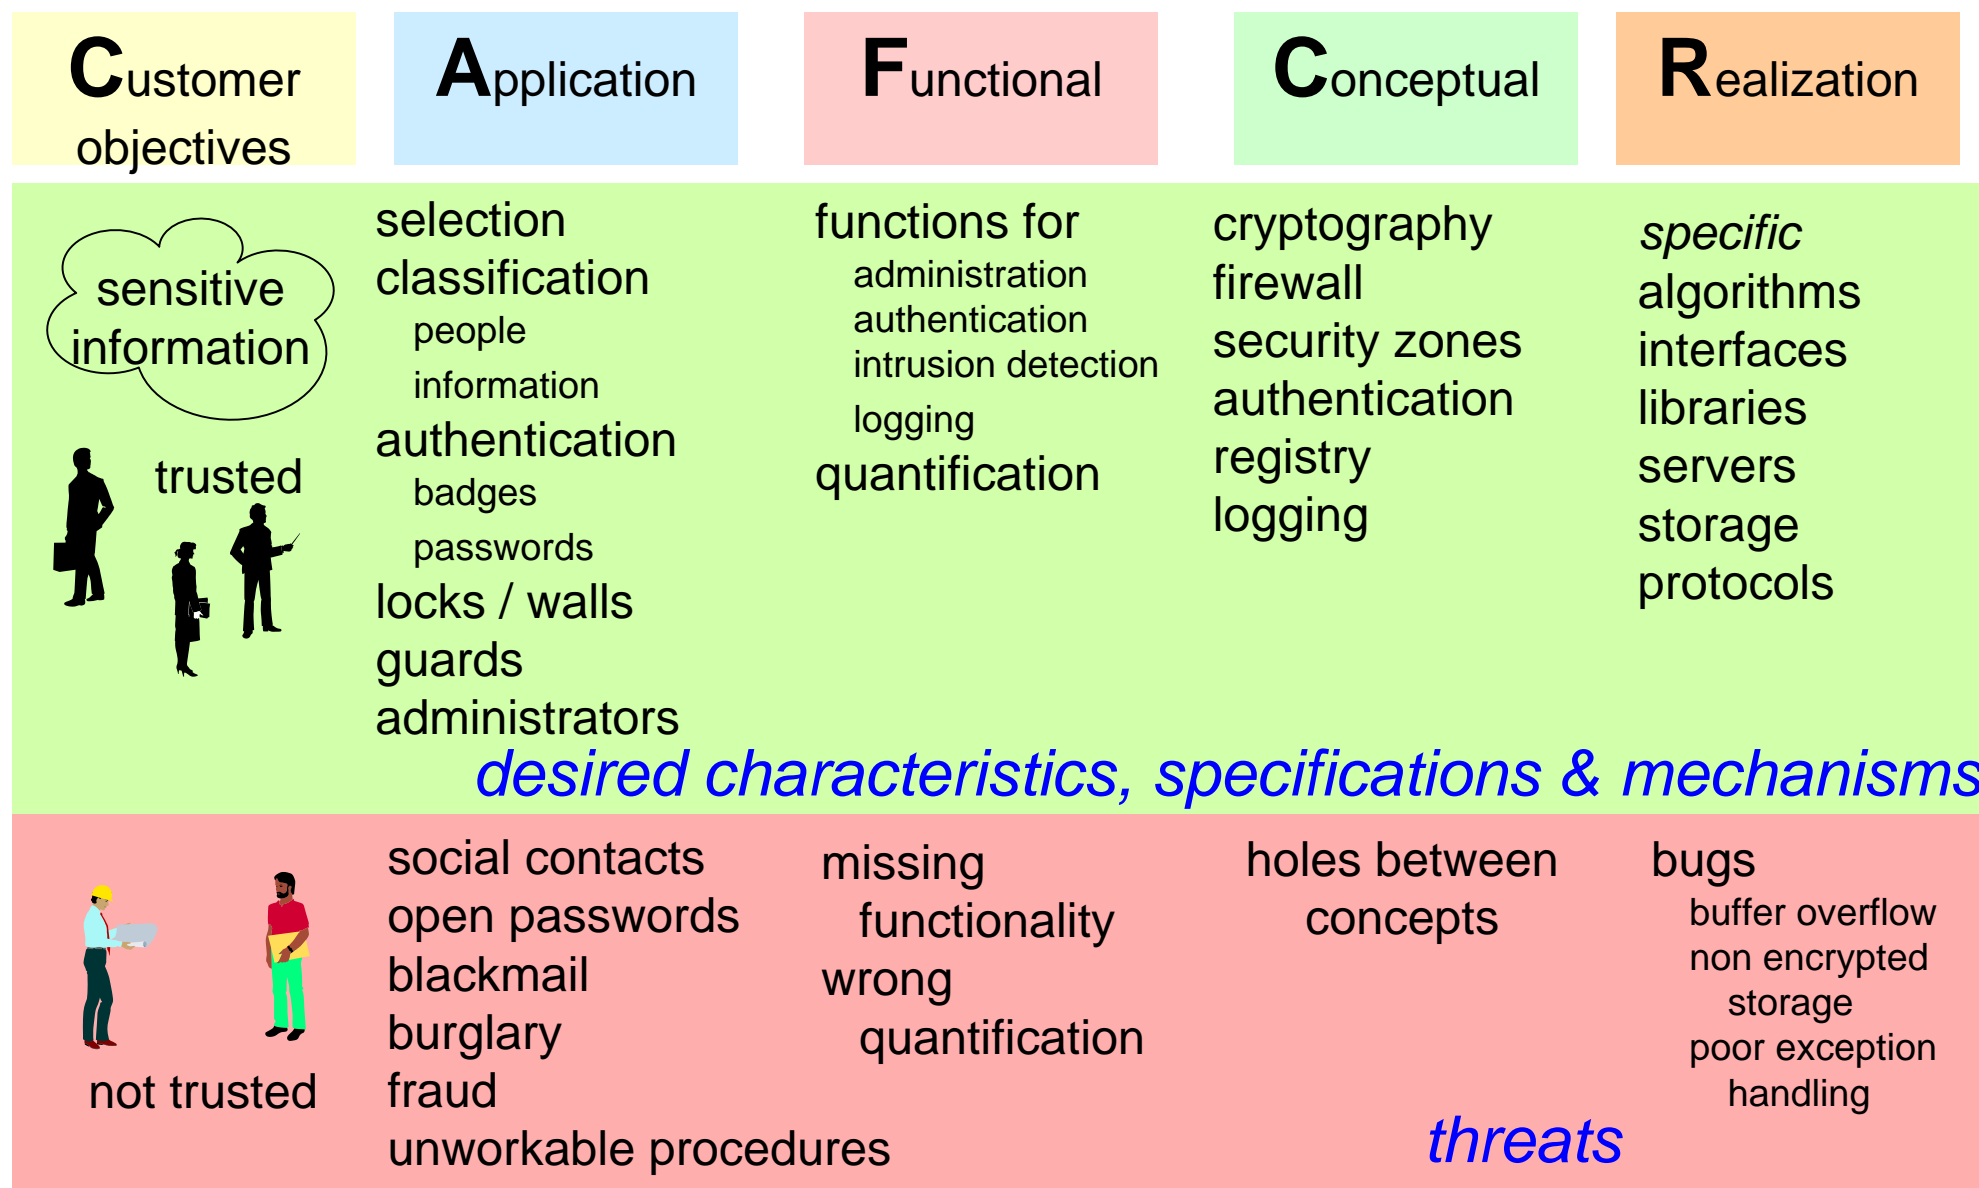 Customer
objectives
Application
Functional
Conceptual
Realization
sensitive
information
trusted
selection
classification
people
information
authentication
badges
passwords
locks / walls
guards
administrators
functions for
administration
authentication
intrusion detection
logging
quantification
cryptography
firewall
security zones
authentication
registry
logging
specific
algorithms
interfaces
libraries
servers
storage
protocols
desired characteristics, specifications & mechanisms
not trusted
social contacts
open passwords
blackmail
burglary
fraud
unworkable procedures
missing
functionality
wrong
quantification
holes between
concepts
bugs
buffer overflow
non encrypted
storage
poor exception
handling
threats